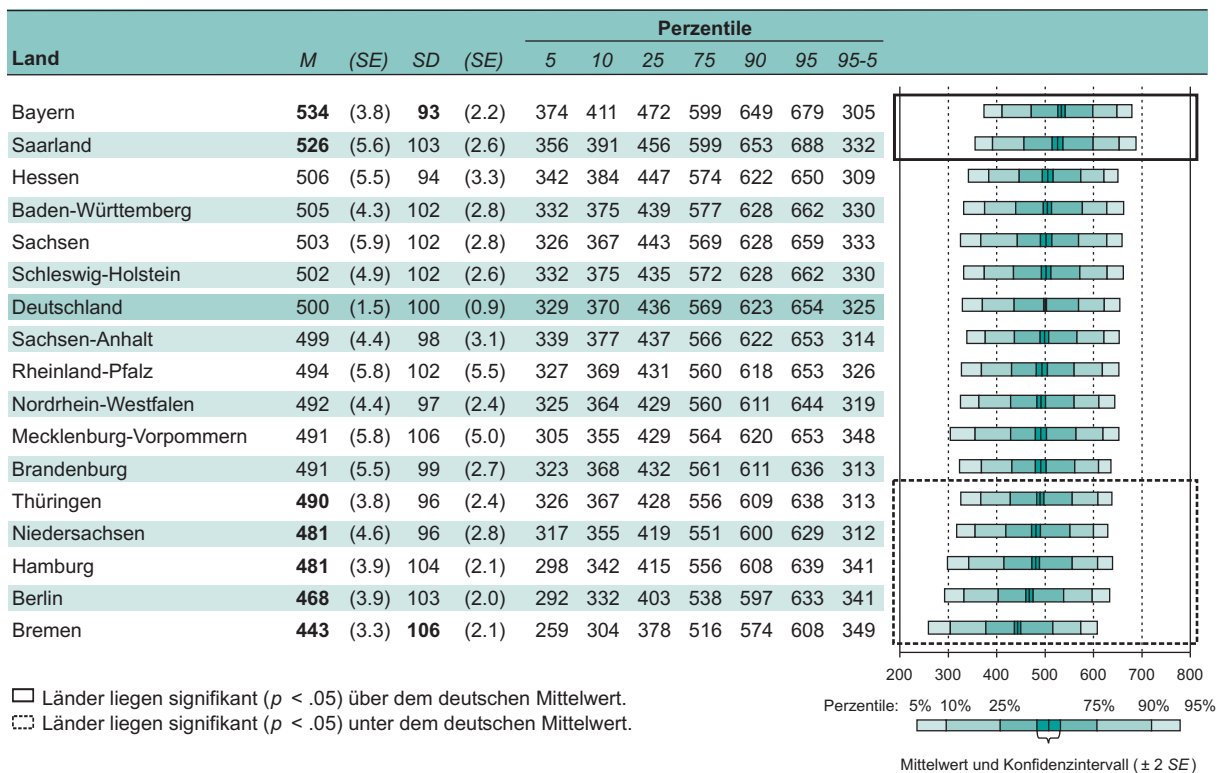 Perzentile
Land M (SE) SD (SE) 5 10 25 75 90 95 95-5
Bayern 534 (3.8) 93 (2.2) 374 411 472 599 649 679 305
Saarland 526 (5.6) 103 (2.6) 356 391 456 599 653 688 332
Hessen 506 (5.5) 94 (3.3) 342 384 447 574 622 650 309
Baden-Württemberg 505 (4.3) 102 (2.8) 332 375 439 577 628 662 330
Sachsen 503 (5.9) 102 (2.8) 326 367 443 569 628 659 333
Schleswig-Holstein 502 (4.9) 102 (2.6) 332 375 435 572 628 662 330
Deutschland 500 (1.5) 100 (0.9) 329 370 436 569 623 654 325
Sachsen-Anhalt 499 (4.4) 98 (3.1) 339 377 437 566 622 653 314
Rheinland-Pfalz 494 (5.8) 102 (5.5) 327 369 431 560 618 653 326
Nordrhein-Westfalen 492 (4.4) 97 (2.4) 325 364 429 560 611 644 319
Mecklenburg-Vorpommern 491 (5.8) 106 (5.0) 305 355 429 564 620 653 348
Brandenburg 491 (5.5) 99 (2.7) 323 368 432 561 611 636 313
Thüringen 490 (3.8) 96 (2.4) 326 367 428 556 609 638 313
Niedersachsen 481 (4.6) 96 (2.8) 317 355 419 551 600 629 312
Hamburg 481 (3.9) 104 (2.1) 298 342 415 556 608 639 341
Berlin 468 (3.9) 103 (2.0) 292 332 403 538 597 633 341
Bremen 443 (3.3) 106 (2.1) 259 304 378 516 574 608 349
200 300 400 500 600 700 800
200 300 400 500 600 700 800
Länder liegen signifikant (p < .05) über dem deutschen Mittelwert.
Länder liegen signifikant (p < .05) unter dem deutschen Mittelwert.
Perzentile: 5% 10% 25% 75% 90% 95%
Mittelwert und Konfidenzintervall (± 2 SE)